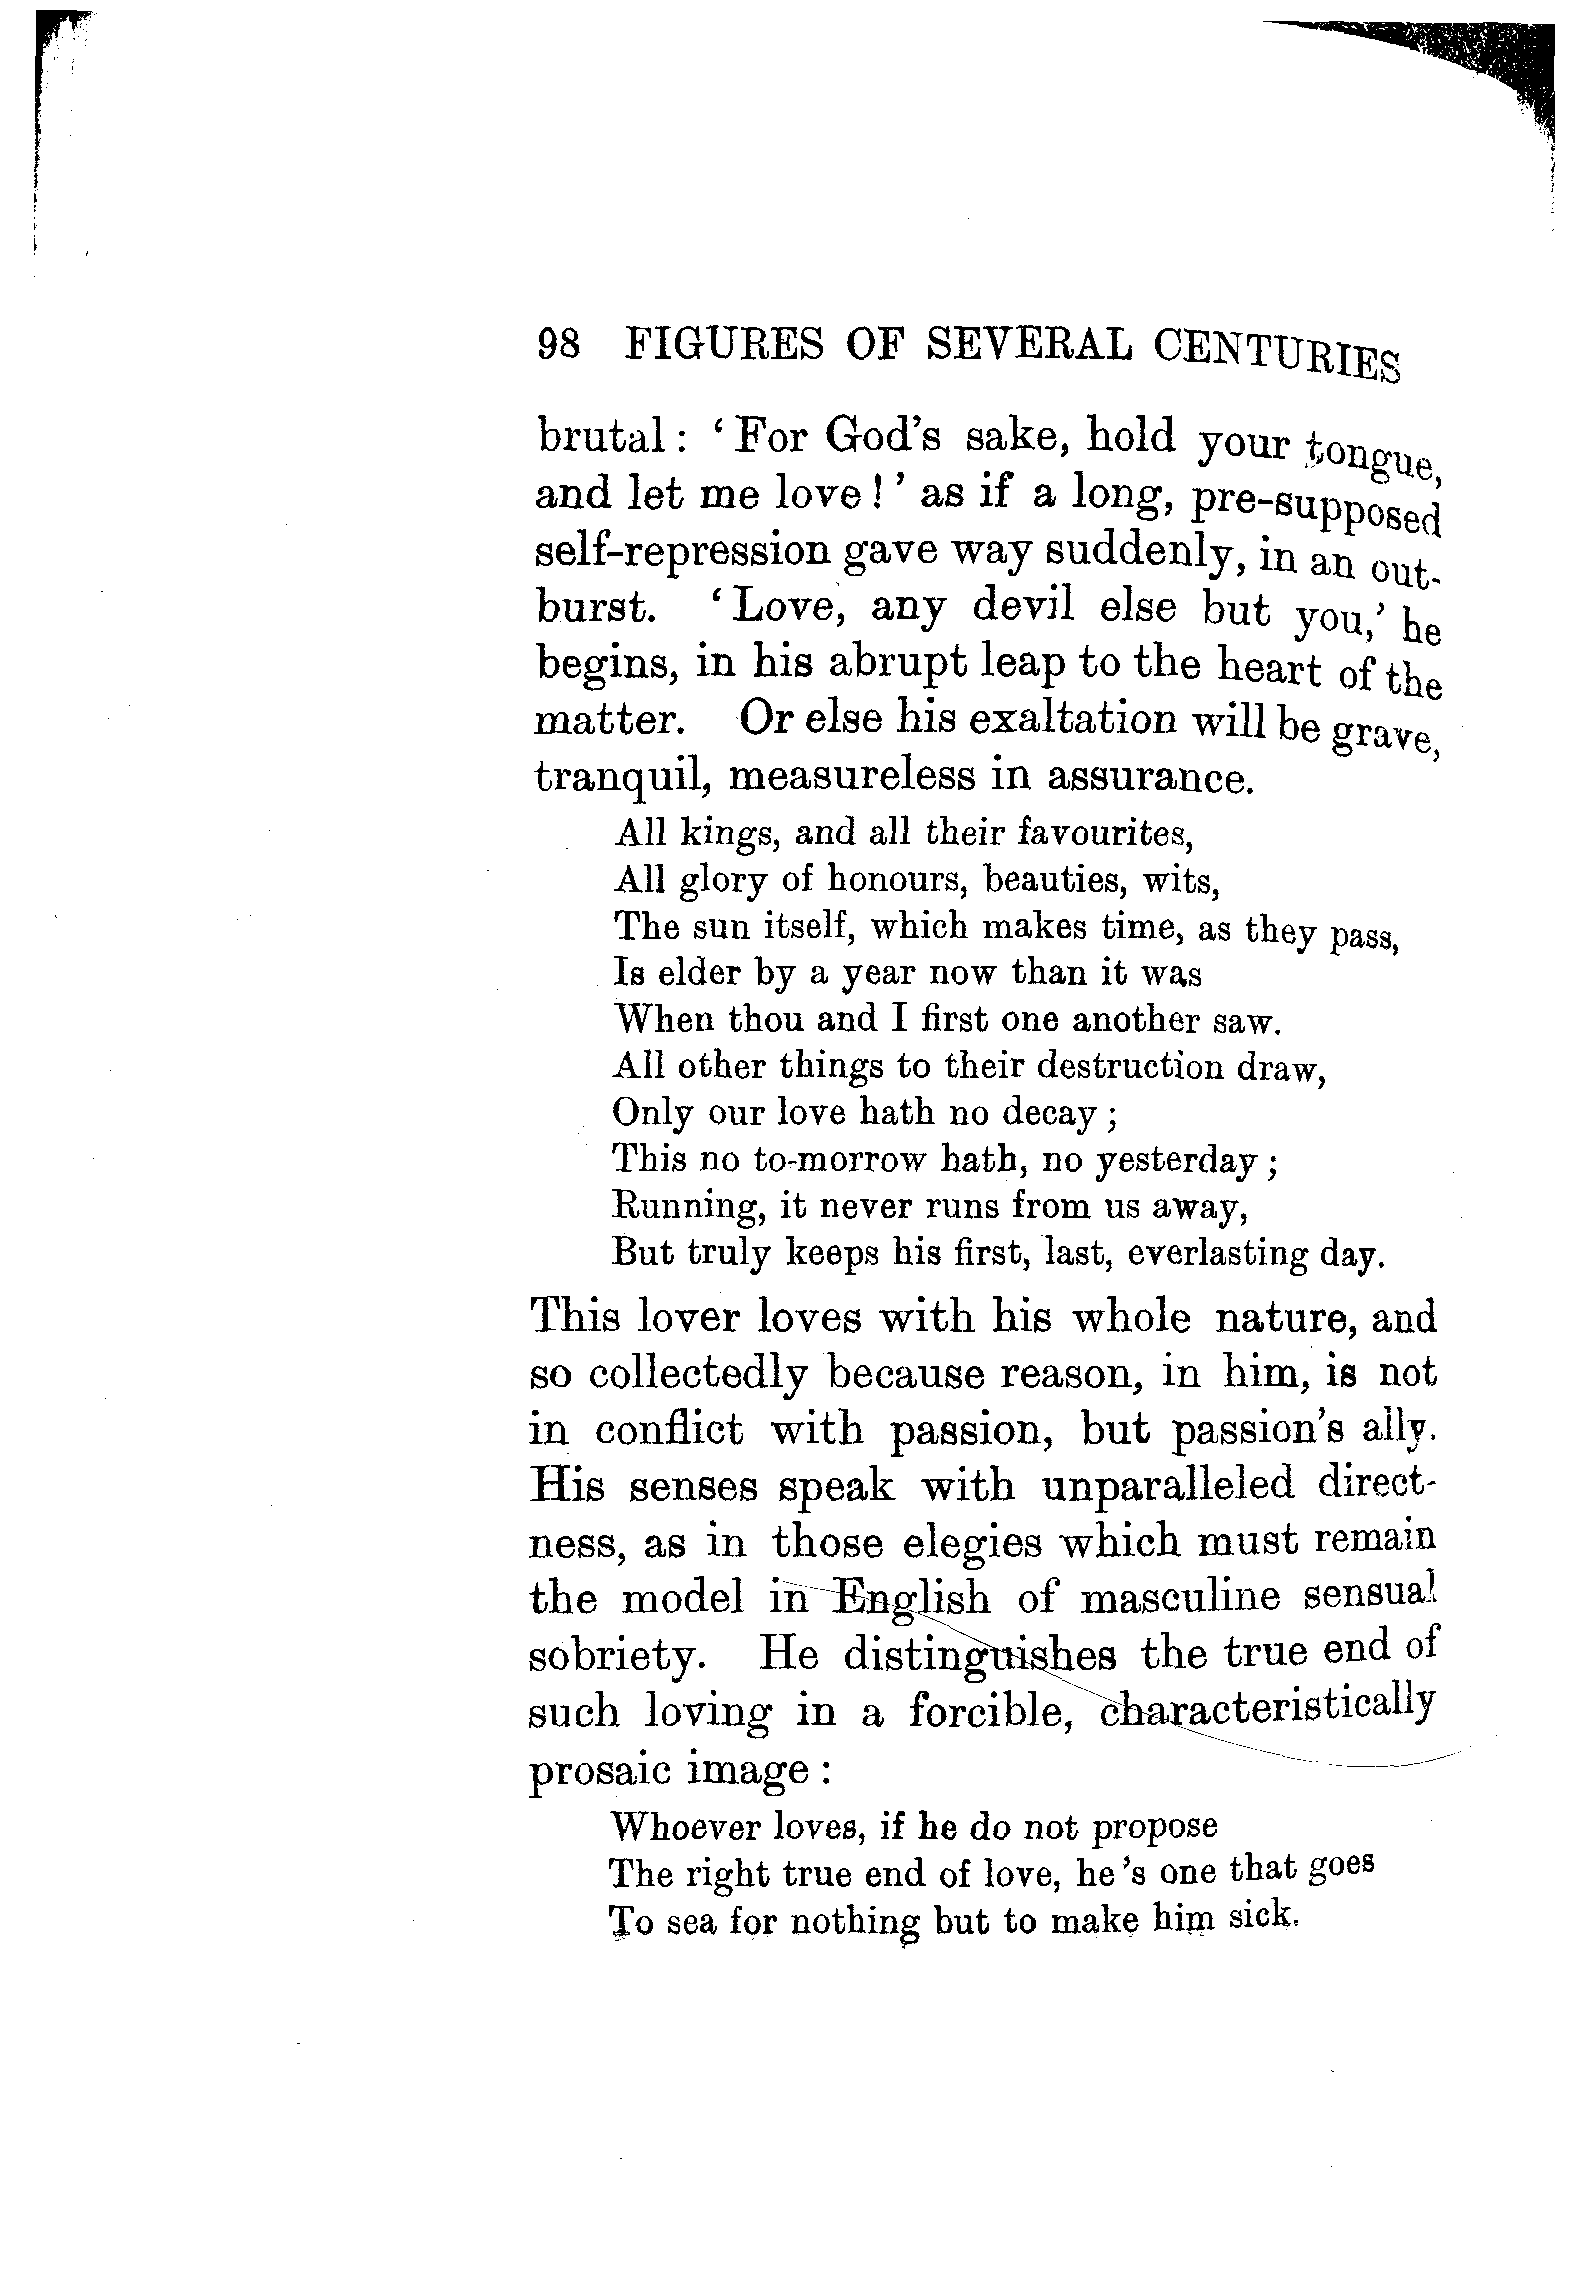 98 FIGURES OF SEVERAL CENTURIES
brutal : ‘ For God’s sake, hold your tongue,
and let me love ! ’ as if a long, pre-supposed
self-repression gave way suddenly, in an out-
burst. ‘ Love, any devil else but you,’ he
begins, in his abrupt leap to the heart of the
matter. Or else his exaltation will be grave,
tranquil, measureless in assurance.
All kings, and all their favourites,
All glory of honours, beauties, wits,
The sun itself, which makes time, as they pass,
Is elder by a year now than it was
When thou and I first one another saw.
All other things to their destruction draw,
Only our love hath no decay ;
This no to-morrow hath, no yesterday ;
Running, it never runs from us away,
But truly keeps his first, last, everlasting day.
This lover loves with his whole nature, and
so collectedly because reason, in him, is not
in conflict with passion, but passion’s ally.
His senses speak with unparalleled direct-
ness, as in those elegies which must remain
the model in English of masculine sensual
sobriety. He distinguishes the true end of
such loving in a forcible, characteristically
prosaic image :
Whoever loves, if he do not propose
The right true end of love, he ’s one that goes
To sea for nothing but to make him sick.